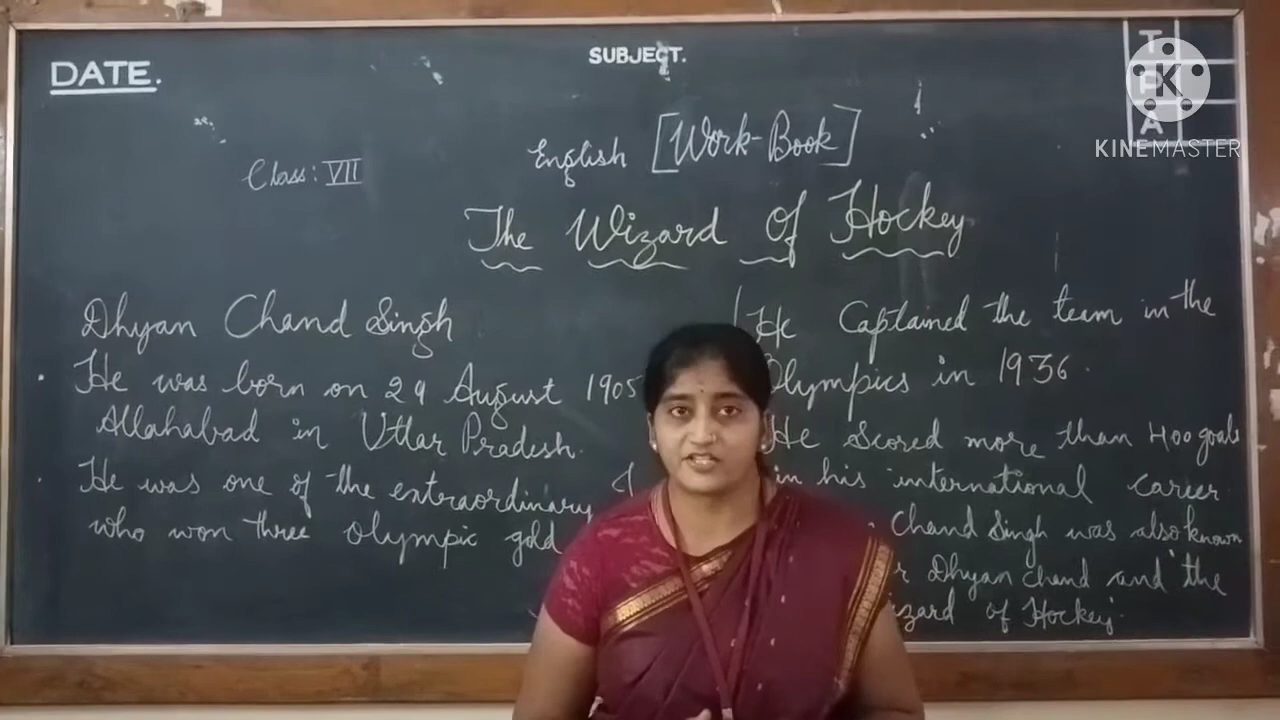 DATE.
SUBJECT.
T
P
A
K
KINEMASTER
English [Work-Book]
Class: VII
The Wizard Of Hockey
Dhyan Chand Singh
He was born on 29 August 1905
Allahabad in Uttar Pradesh.
He was one of the extraordinary
who won three olympic gold
He Captained the team in the
Olympics in 1936.
He Scored more than 400 goals
in his international career
Chand Singh was also known
Dhyan Chand and "the
of Hockey".